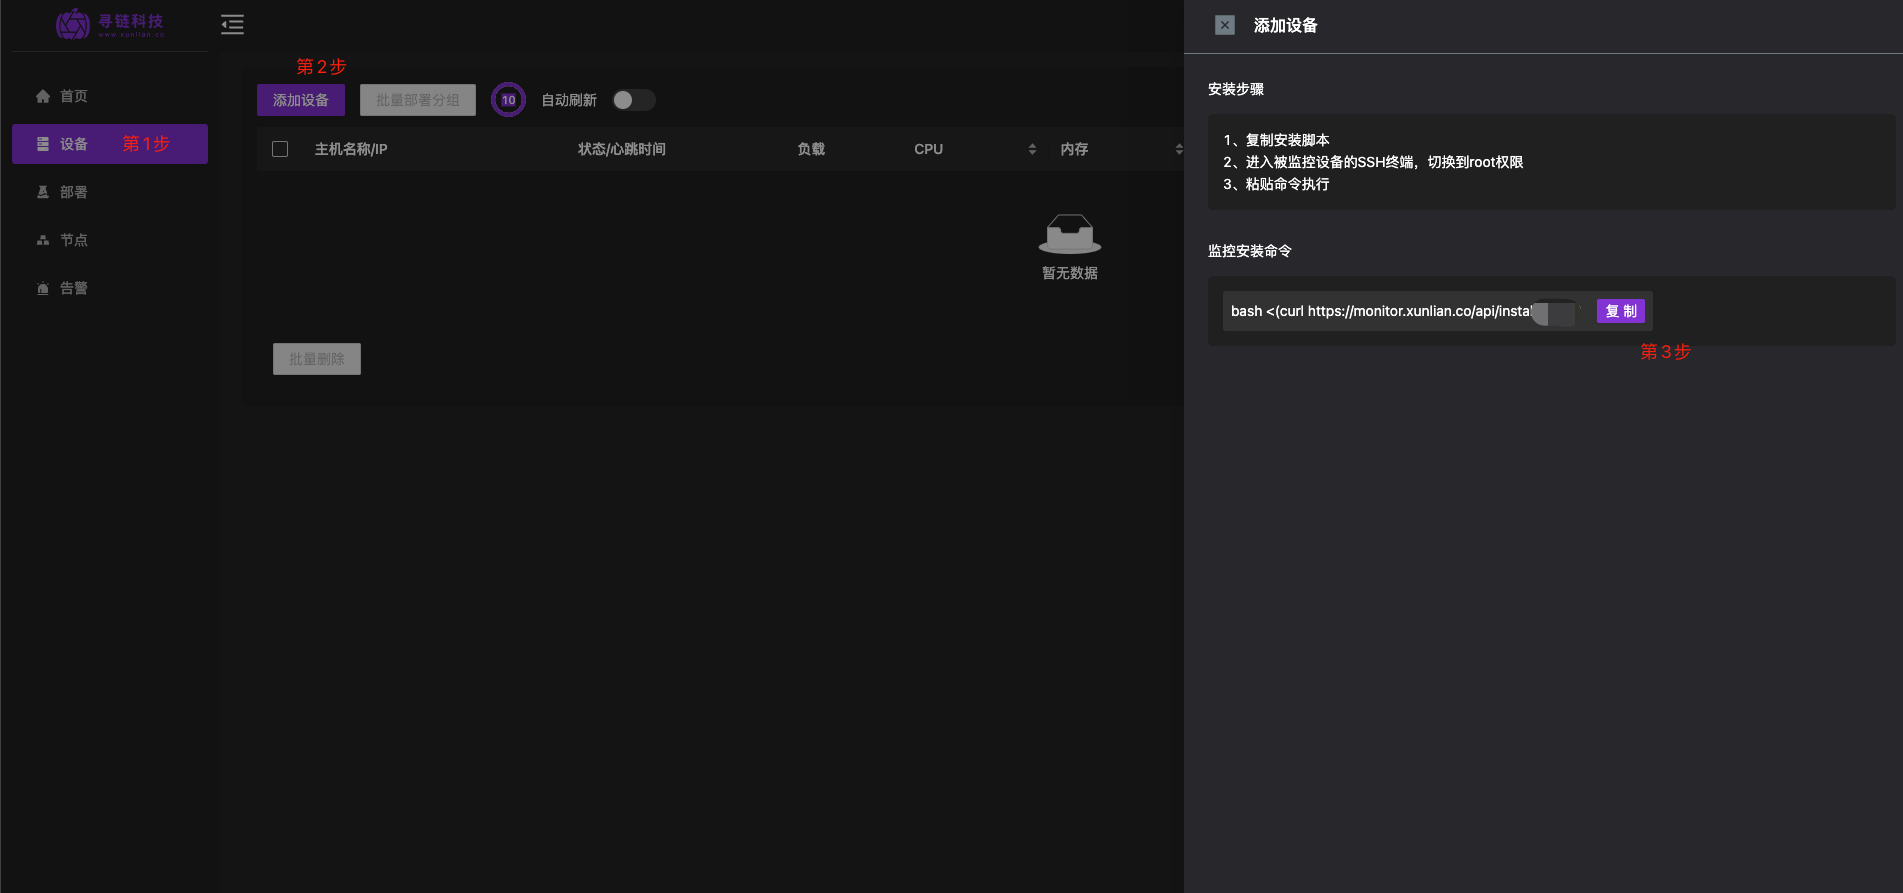 寻链科技
www.xunlian.co
首页
设备
第1步
部署
节点
告警
第2步
添加设备
批量部署分组
10
自动刷新
主机名称/IP
状态/心跳时间
负载
CPU
内存
暂无数据
批量删除
添加设备
安装步骤
1、复制安装脚本
2、进入被监控设备的SSH终端，切换到root权限
3、粘贴命令执行
监控安装命令
bash <(curl https://monitor.xunlian.co/api/instal
复 制
第3步